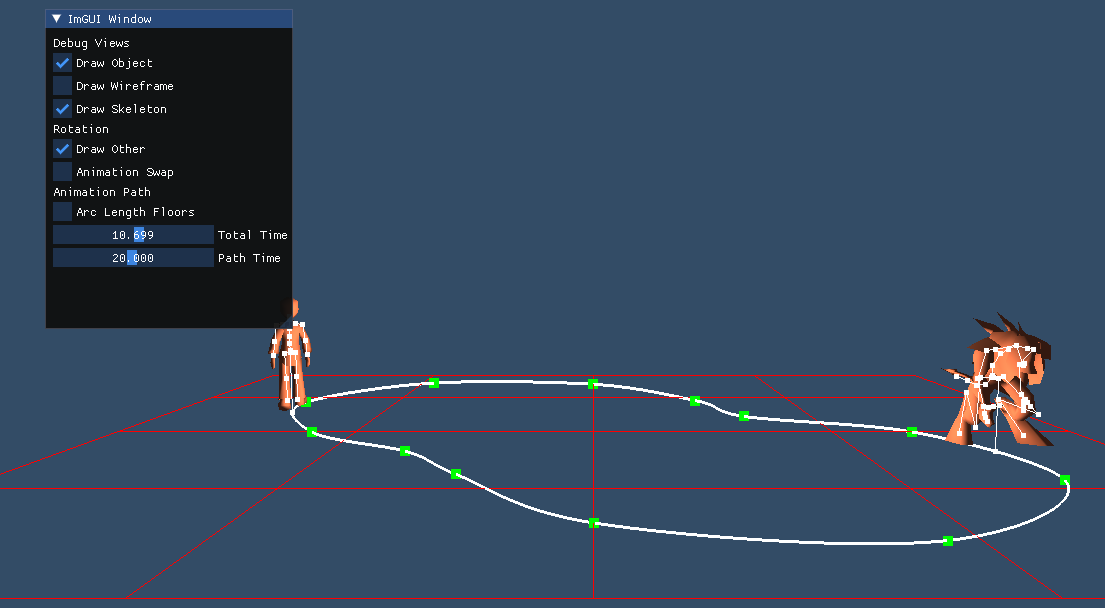 ImGUI Window
Debug Views
Draw Object
Draw Wireframe
Draw Skeleton
Rotation
Draw Other
Animation Swap
Animation Path
Arc Length Floors
10.699 Total Time
20.000 Path Time